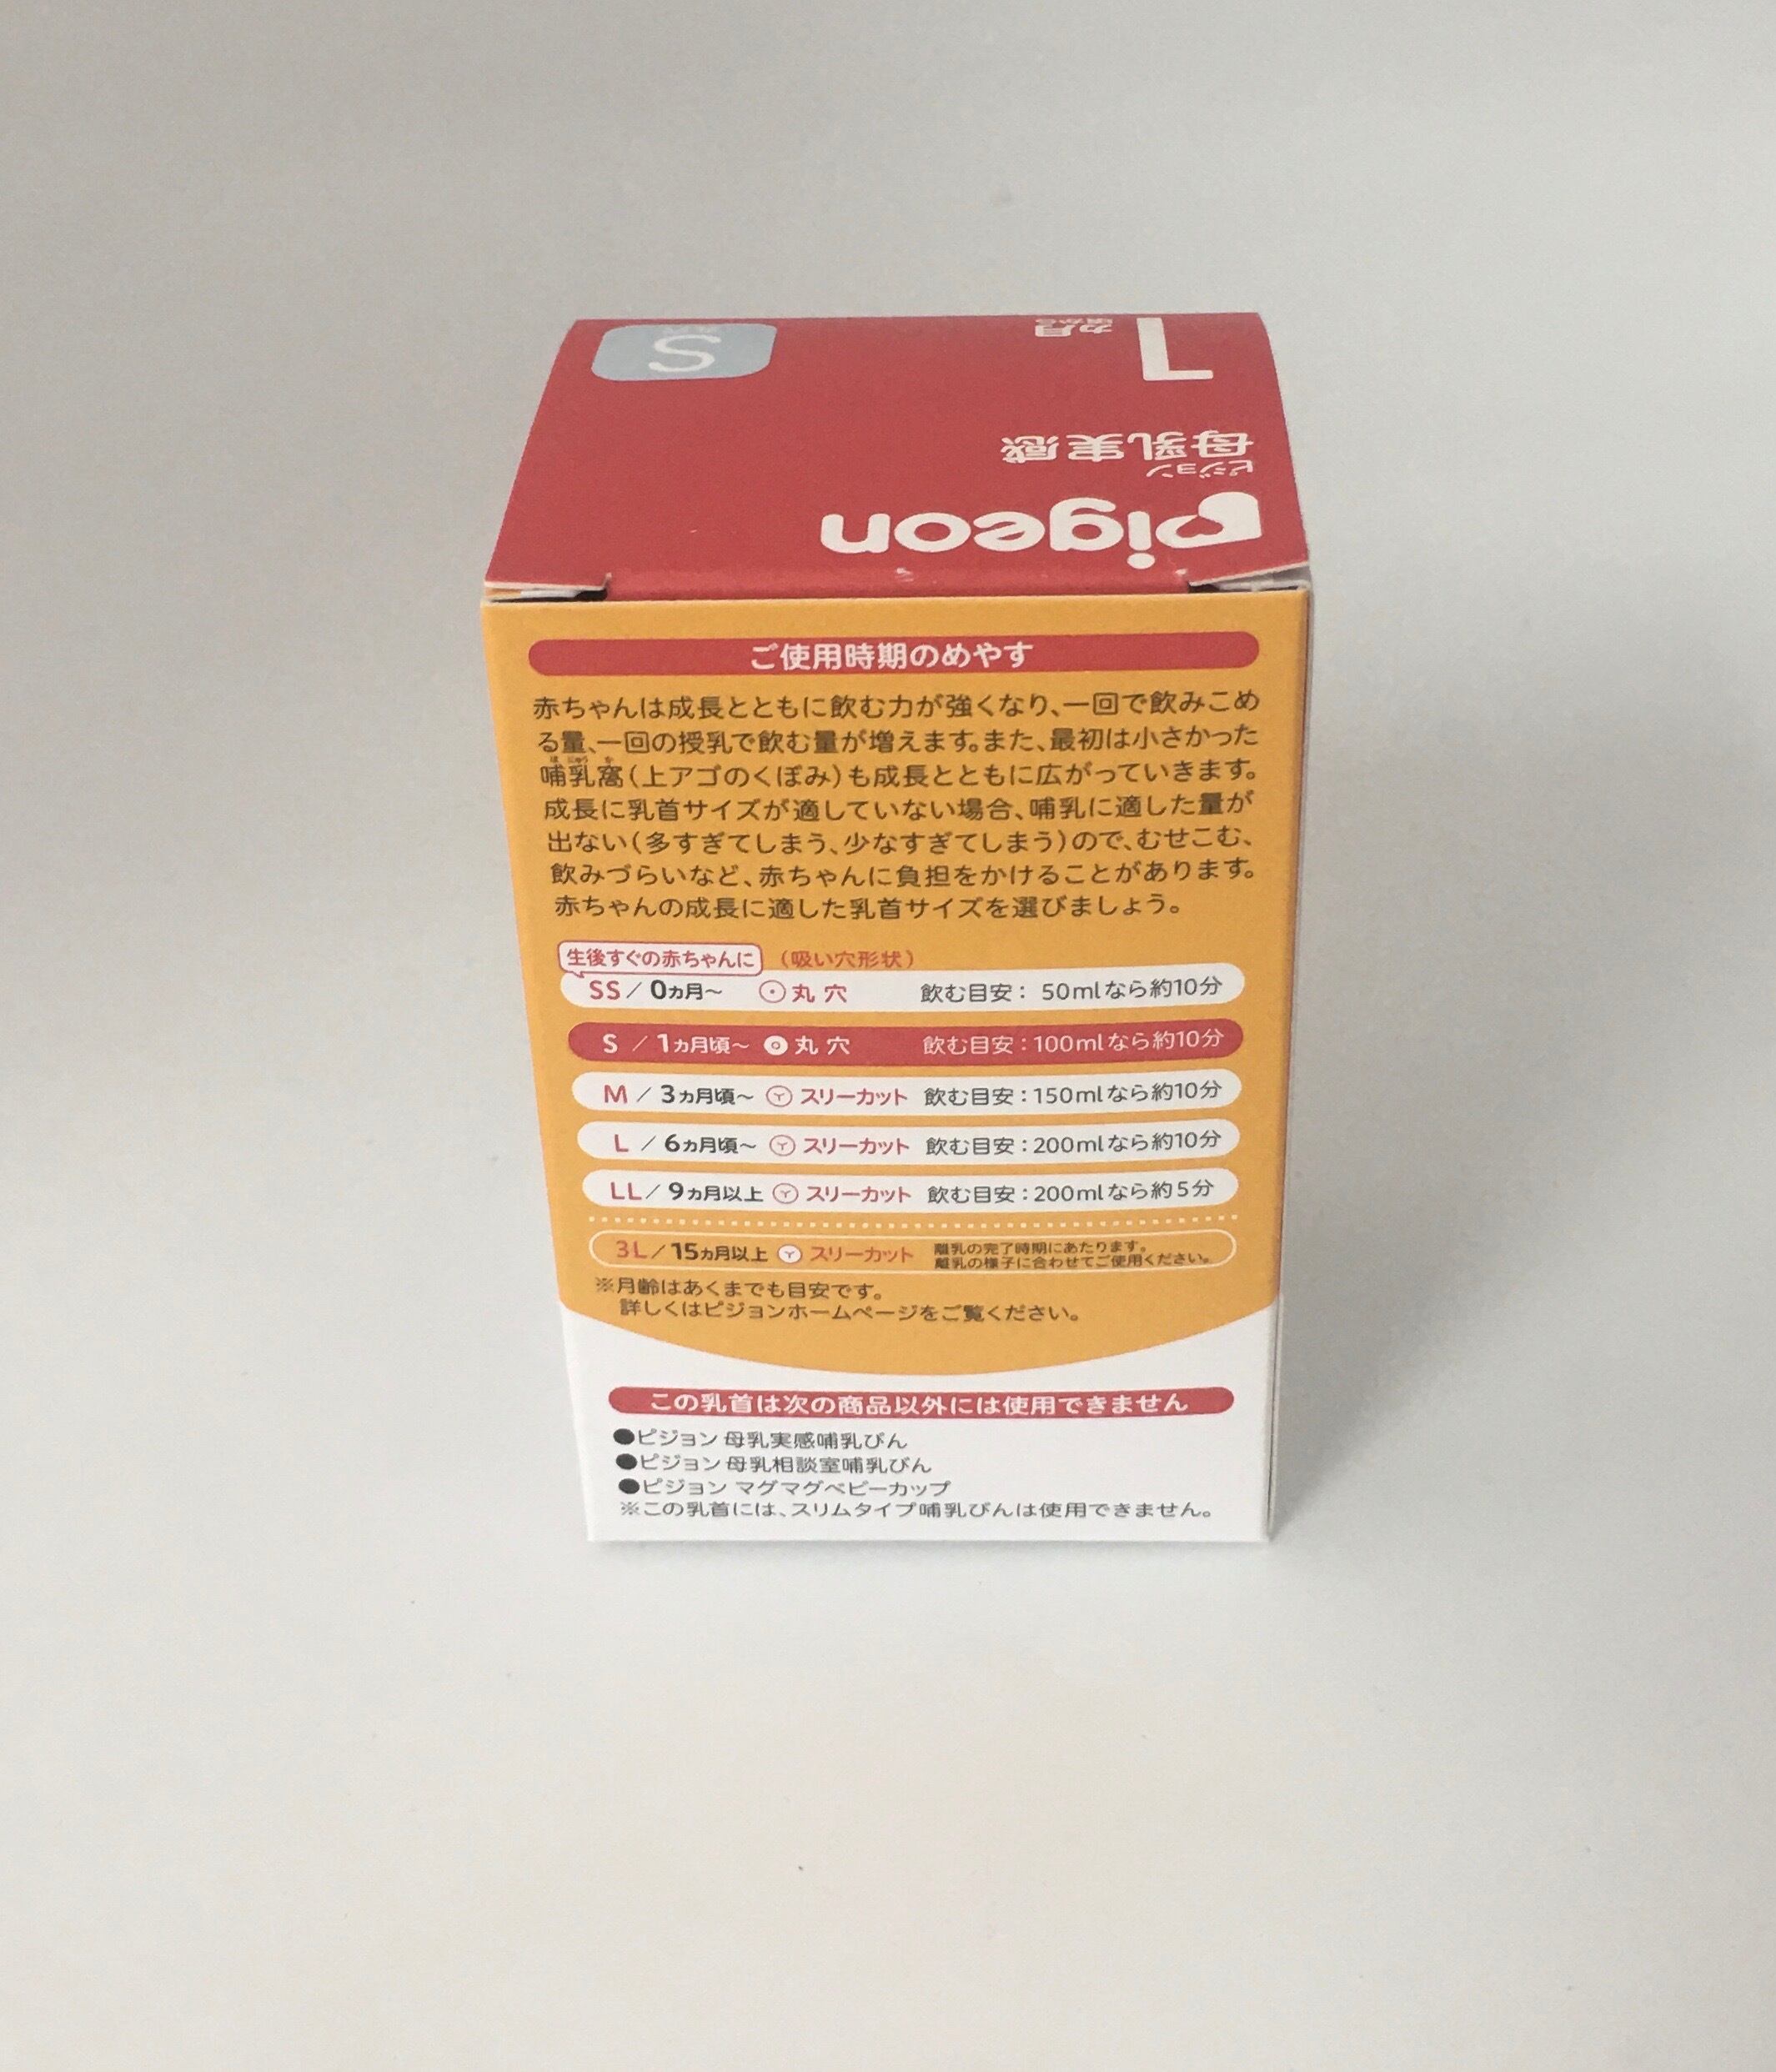 S
1
カ月
頃から
母乳実感
ピジョン
Pigeon
ご使用時期のめやす
赤ちゃんは成長とともに飲む力が強くなり、一回で飲みこめ
る量、一回の授乳で飲む量が増えます。また、最初は小さかった
ほ にゅう か
哺乳窩(上アゴのくぼみ)も成長とともに広がっていきます。
成長に乳首サイズが適していない場合、哺乳に適した量が
出ない(多すぎてしまう、少なすぎてしまう)ので、むせこむ、
飲みづらいなど、赤ちゃんに負担をかけることがあります。
赤ちゃんの成長に適した乳首サイズを選びましょう。
生後すぐの赤ちゃんに (吸い穴形状)
SS / 0ヵ月~ 丸穴 飲む目安: 50mlなら約10分
S / 1ヵ月頃~ 丸穴 飲む目安:100mlなら約10分
M / 3ヵ月頃~ スリーカット 飲む目安:150mlなら約10分
L / 6ヵ月頃~ スリーカット 飲む目安:200mlなら約10分
LL / 9ヵ月以上 スリーカット 飲む目安:200mlなら約5分
3L / 15ヵ月以上 スリーカット 離乳の完了時期にあたります。
離乳の様子に合わせてご使用ください。
※月齢はあくまでも目安です。
詳しくはピジョンホームページをご覧ください。
この乳首は次の商品以外には使用できません
●ピジョン 母乳実感哺乳びん
●ピジョン 母乳相談室哺乳びん
●ピジョン マグマグベビーカップ
※この乳首には、スリムタイプ哺乳びんは使用できません。